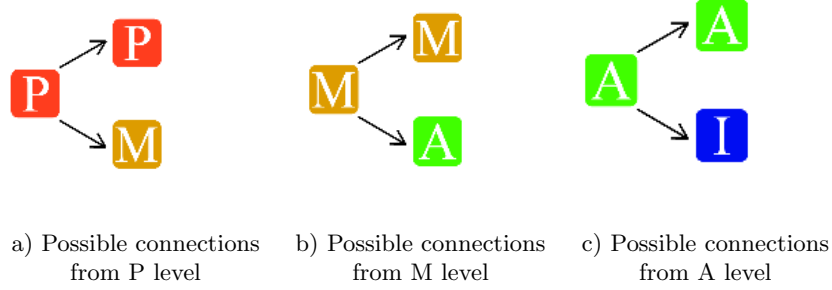 P
P
M
M
M
A
A
A
I
a) Possible connections
from P level
b) Possible connections
from M level
c) Possible connections
from A level